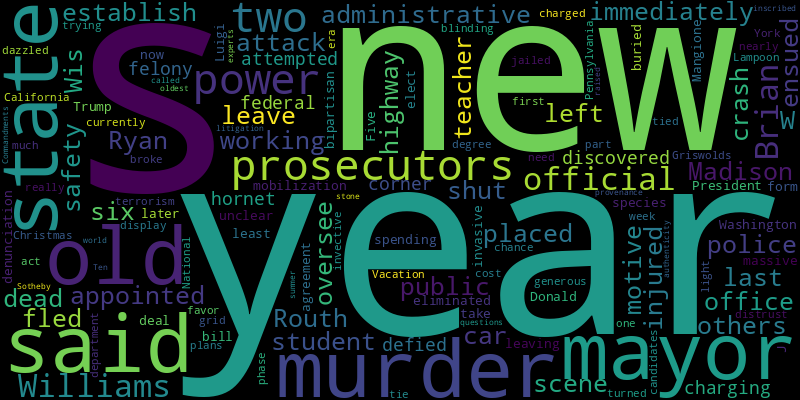 S
new
year
said
old
state
murder
mayor
two
power
prosecutors
official
Williams
Brian
Ryan
Madison
establish
administrative
immediately
attack
attempted
felony
federal
leave
working
highway
teacher
left
crash
ensued
W
Wis
safety
six
hornet
oversee
shut
placed
discovered
motive
injured
police
last
office
others
public
car
student
Routh
defied
scene
charging
dead
appointed
fled
dazzled
trying
California
Trump
currently
now
called
oldest
Luigi
experts
era
bipartisan
elect
Five
blinding
charged
jailed
first
degree
buried
Pennsylvania
tied
Mangione
York
nearly
Lampoon
inscribed
Commandments
much
really
broke
litigation
terrorism
mobilization
corner
unclear
later
display
least
Christmas
denunciation
act
world
Ten
Sotheby
National
deal
favor
grid
bill
plans
department
phase
summer
agreement
invective
spending
stone
Vacation
eliminated
take
questions
tie
leaving
cost
invasive
chance
generous
Donald
species
provenance
need
part
Griswolds
President
form
week
Washington
massive
light
authenticity
distrust
one
candidates
turned
raised